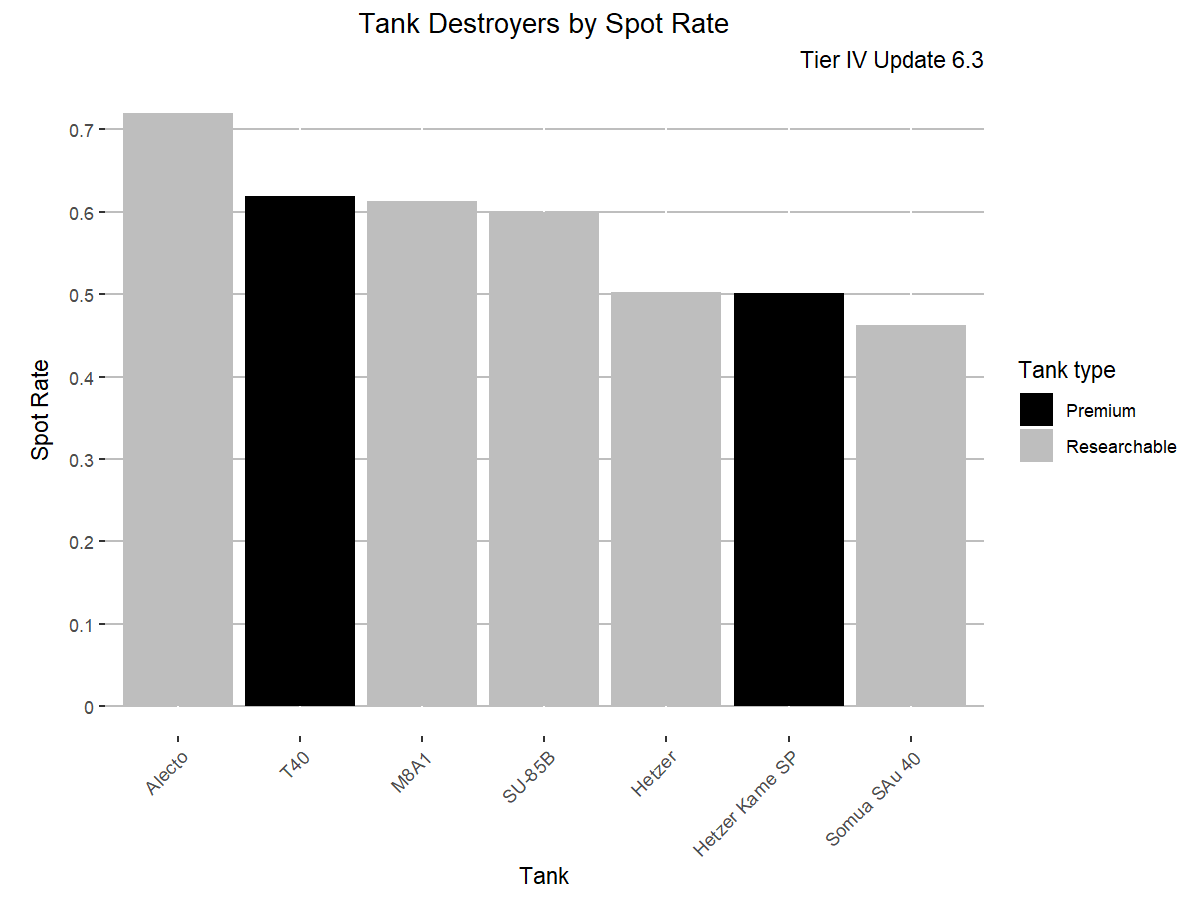 Tank Destroyers by Spot Rate
Tier IV Update 6.3
Spot Rate
0.7
0.6
0.5
0.4
0.3
0.2
0.1
0
Alecto
T40
M8A1
SU-85B
Hetzer
Hetzer Kame SP
Somua SAu 40
Tank
Tank type
Premium
Researchable